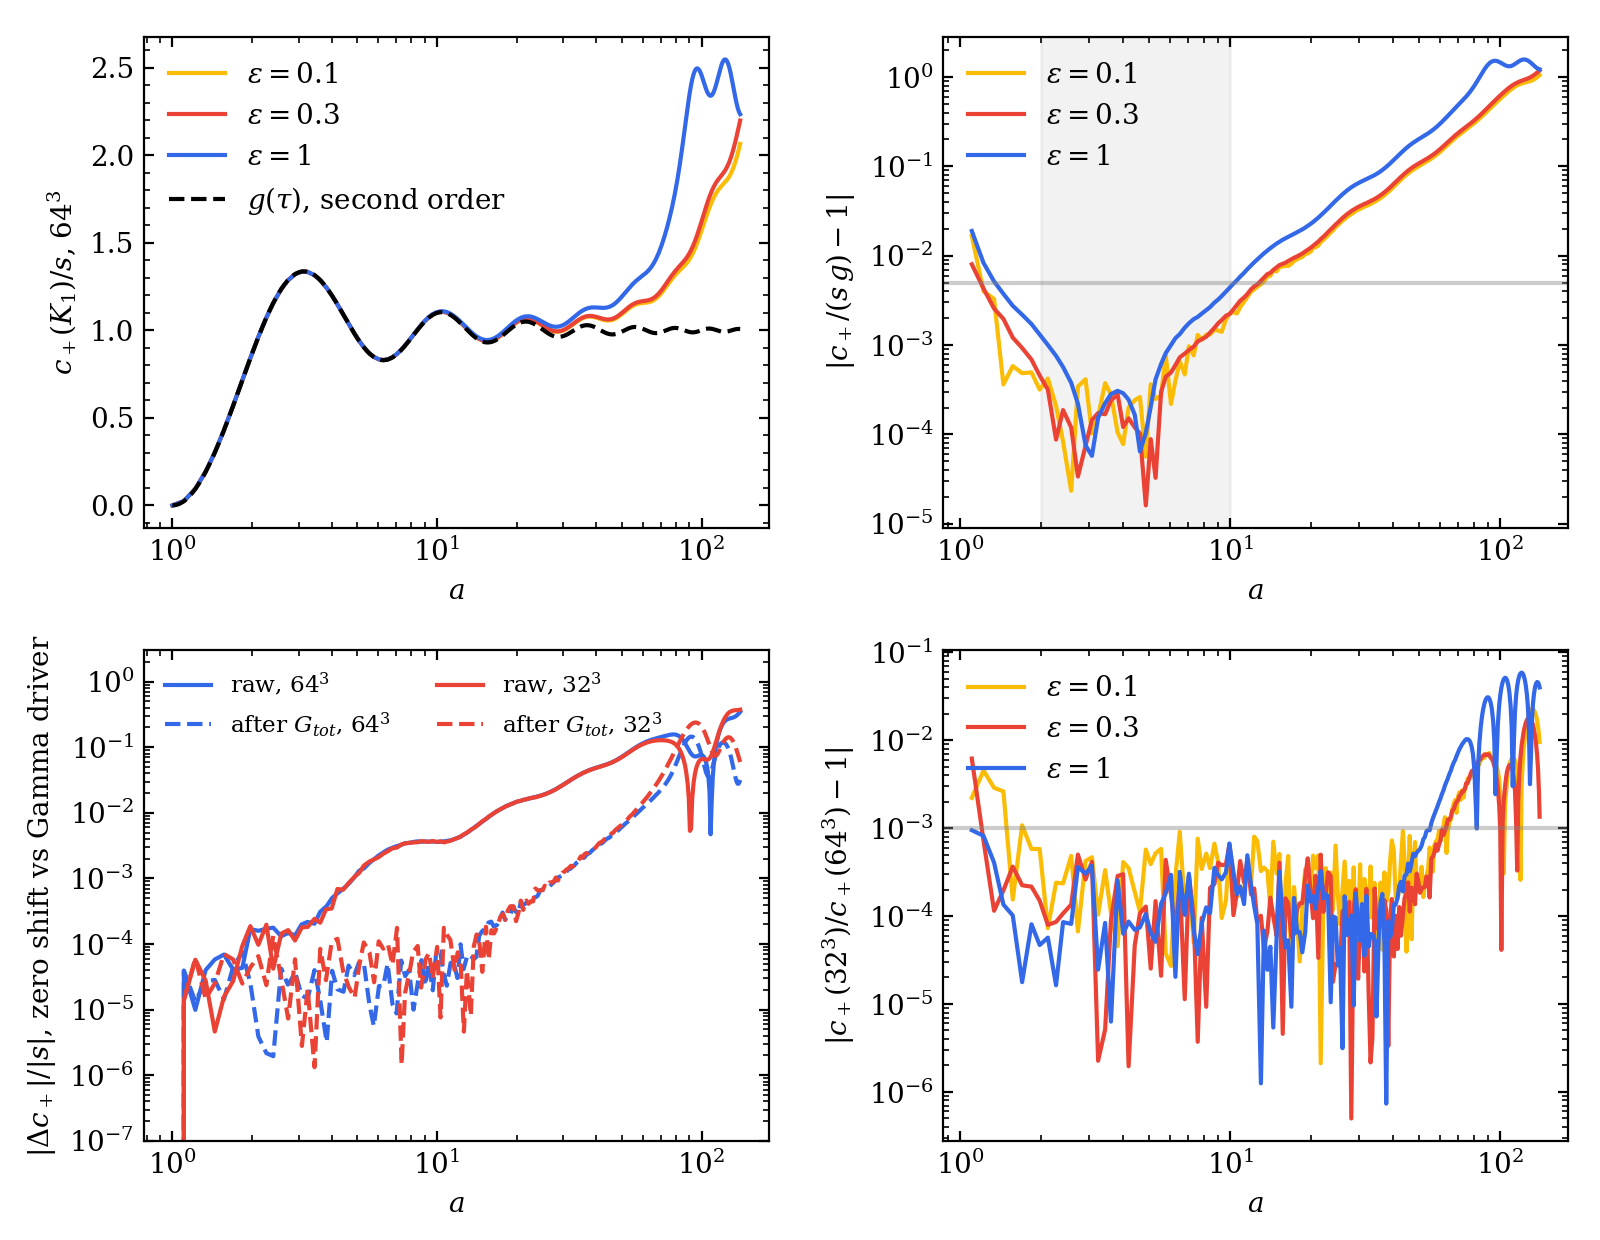 2.5
2.0
1.5
1.0
0.5
0.0
c₊(K₁)/s, 64³
ε = 0.1
ε = 0.3
ε = 1
g(τ), second order
10⁰
10¹
10²
a
10⁰
10⁻¹
10⁻²
10⁻³
10⁻⁴
10⁻⁵
|c₊/(s g) − 1|
ε = 0.1
ε = 0.3
ε = 1
10⁰
10¹
10²
a
10⁰
10⁻¹
10⁻²
10⁻³
10⁻⁴
10⁻⁵
10⁻⁶
10⁻⁷
|Δc₊|/|s|, zero shift vs Gamma driver
raw, 64³
after G_tot, 64³
raw, 32³
after G_tot, 32³
10⁰
10¹
10²
a
10⁻¹
10⁻²
10⁻³
10⁻⁴
10⁻⁵
10⁻⁶
|c₊(32³)/c₊(64³) − 1|
ε = 0.1
ε = 0.3
ε = 1
10⁰
10¹
10²
a